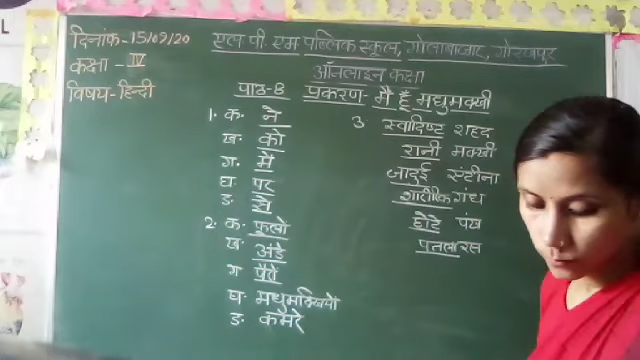 दिनांक-15/07/20
एल पी. एम पब्लिक स्कूल, गोलाबाजार, गोरखपुर
कक्षा - IV
ऑनलाइन कक्षा
विषय-हिन्दी
पाठ-8 प्रकरण मैं हूँ मधुमक्खी
1. क. ने
ख. को
ग. में
घ. पर
ङ. से
2. क. फूलो
ख. अंडे
ग पैरो
घ. मधुमक्खियो
ङ. कमरे
3 स्वादिष्ट शहद
रानी मक्खी
जादुई संटीना
शारीरिक गंध
छोटे पंख
पतला रस